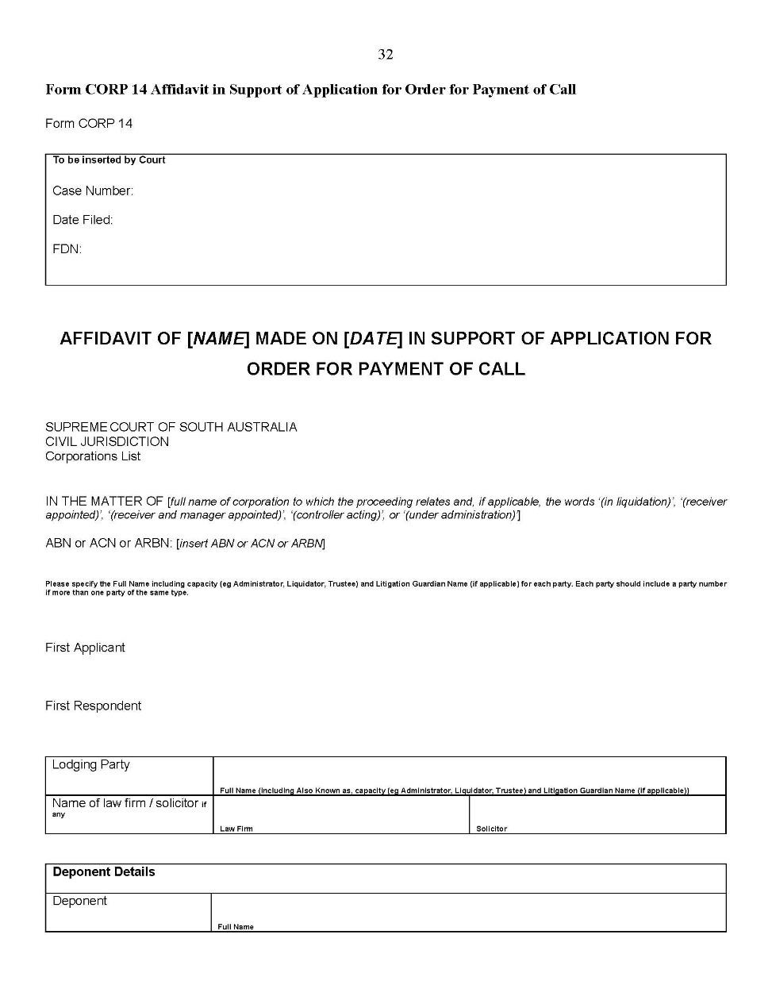 32
Form CORP 14 Affidavit in Support of Application for Order for Payment of Call
Form CORP 14
To be inserted by Court
Case Number:
Date Filed:
FDN:
AFFIDAVIT OF [NAME] MADE ON [DATE] IN SUPPORT OF APPLICATION FOR
ORDER FOR PAYMENT OF CALL
SUPREME COURT OF SOUTH AUSTRALIA
CIVIL JURISDICTION
Corporations List
IN THE MATTER OF [full name of corporation to which the proceeding relates and, if applicable, the words ‘(in liquidation)’, ‘(receiver
appointed)’, ‘(receiver and manager appointed)’, ‘(controller acting)’, or ‘(under administration)’]
ABN or ACN or ARBN: [insert ABN or ACN or ARBN]
Please specify the Full Name including capacity (eg Administrator, Liquidator, Trustee) and Litigation Guardian Name (if applicable) for each party. Each party should include a party number
if more than one party of the same type.
First Applicant
First Respondent
Lodging Party
Full Name (including Also Known as, capacity (eg Administrator, Liquidator, Trustee) and Litigation Guardian Name (if applicable))
Name of law firm / solicitor if
any
Law Firm
Solicitor
Deponent Details
Deponent
Full Name